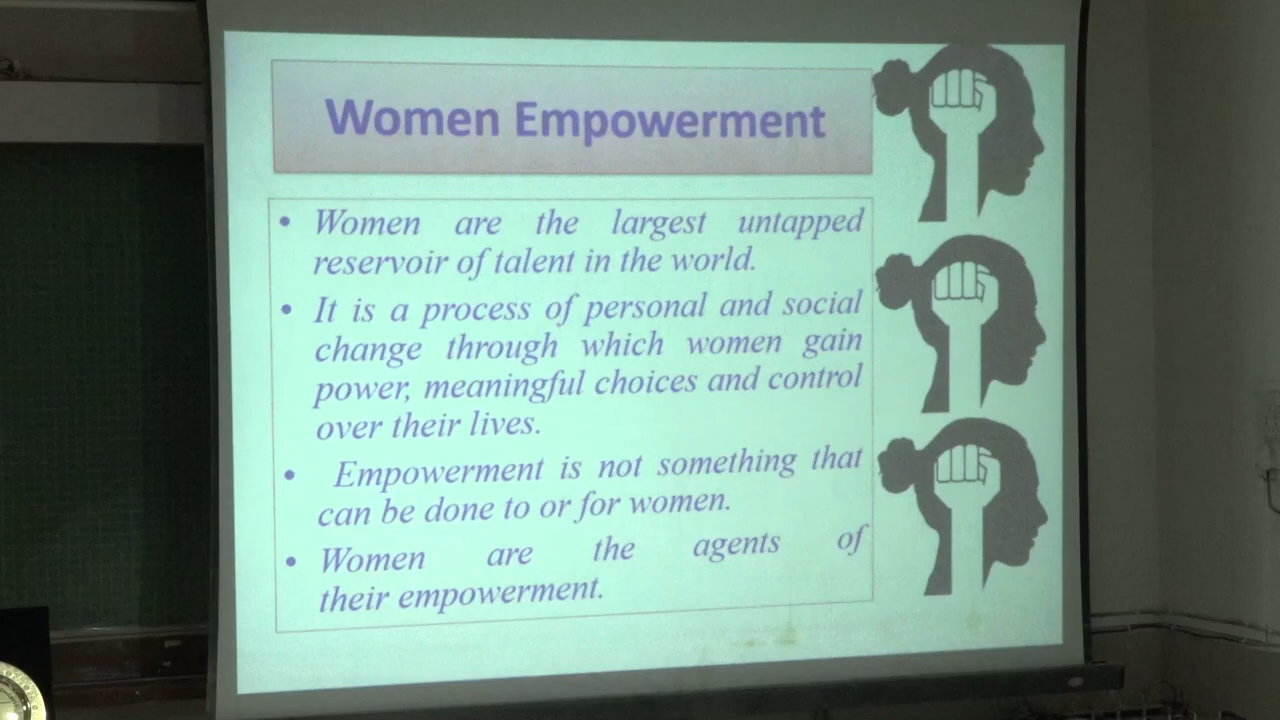 Women Empowerment
• Women are the largest untapped
reservoir of talent in the world.
• It is a process of personal and social
change through which women gain
power, meaningful choices and control
over their lives.
• Empowerment is not something that
can be done to or for women.
• Women are the agents of
their empowerment.